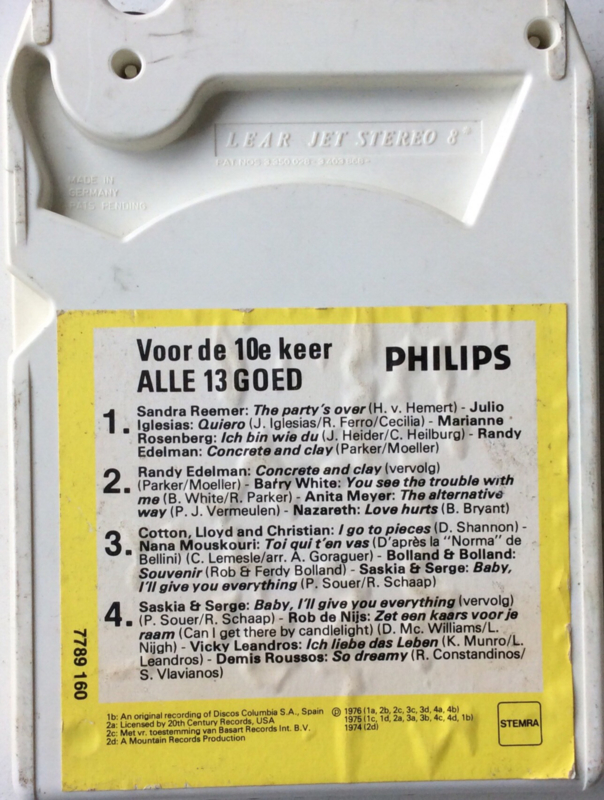 LEAR JET STEREO 8®
MADE IN
GERMANY
PATS PENDING
Voor de 10e keer
ALLE 13 GOED
PHILIPS
1. Sandra Reemer: The party's over (H. v. Hemert) - Julio
Iglesias: Quiero (J. Iglesias/R. Ferro/Cecilia) - Marianne
Rosenberg: Ich bin wie du (J. Heider/C. Heilburg) - Randy
Edelman: Concrete and clay (Parker/Moeller)
2. Randy Edelman: Concrete and clay (vervolg)
(Parker/Moeller) - Barry White: You see the trouble with
me (B. White/R. Parker) - Anita Meyer: The alternative
way (P. J. Vermeulen) - Nazareth: Love hurts (B. Bryant)
3. Cotton, Lloyd and Christian: I go to pieces (D. Shannon) -
Nana Mouskouri: Toi qui t'en vas (D'après la "Norma" de
Bellini) (C. Lemesle/arr. A. Goraguer) - Bolland & Bolland:
Souvenir (Rob & Ferdy Bolland) - Saskia & Serge: Baby,
I'll give you everything (P. Souer/R. Schaap)
4. Saskia & Serge: Baby, I'll give you everything (vervolg)
(P. Souer/R. Schaap) - Rob de Nijs: Zet een kaars voor je
raam (Can I get there by candlelight) (D. Mc. Williams/L.
Nijgh) - Vicky Leandros: Ich liebe das Leben (K. Munro/L.
Leandros) - Demis Roussos: So dreamy (R. Constandinos/
S. Vlavianos)
7789 160
1b: An original recording of Discos Columbia S.A., Spain
2a: Licensed by 20th Century Records, USA
2c: Met vr. toestemming van Basart Records Int. B.V.
2d: A Mountain Records Production
℗ 1976 (1a, 2b, 2c, 3c, 3d, 4a, 4b)
1975 (1c, 1d, 2a, 3a, 3b, 4c, 4d, 1b)
1974 (2d)
STEMRA